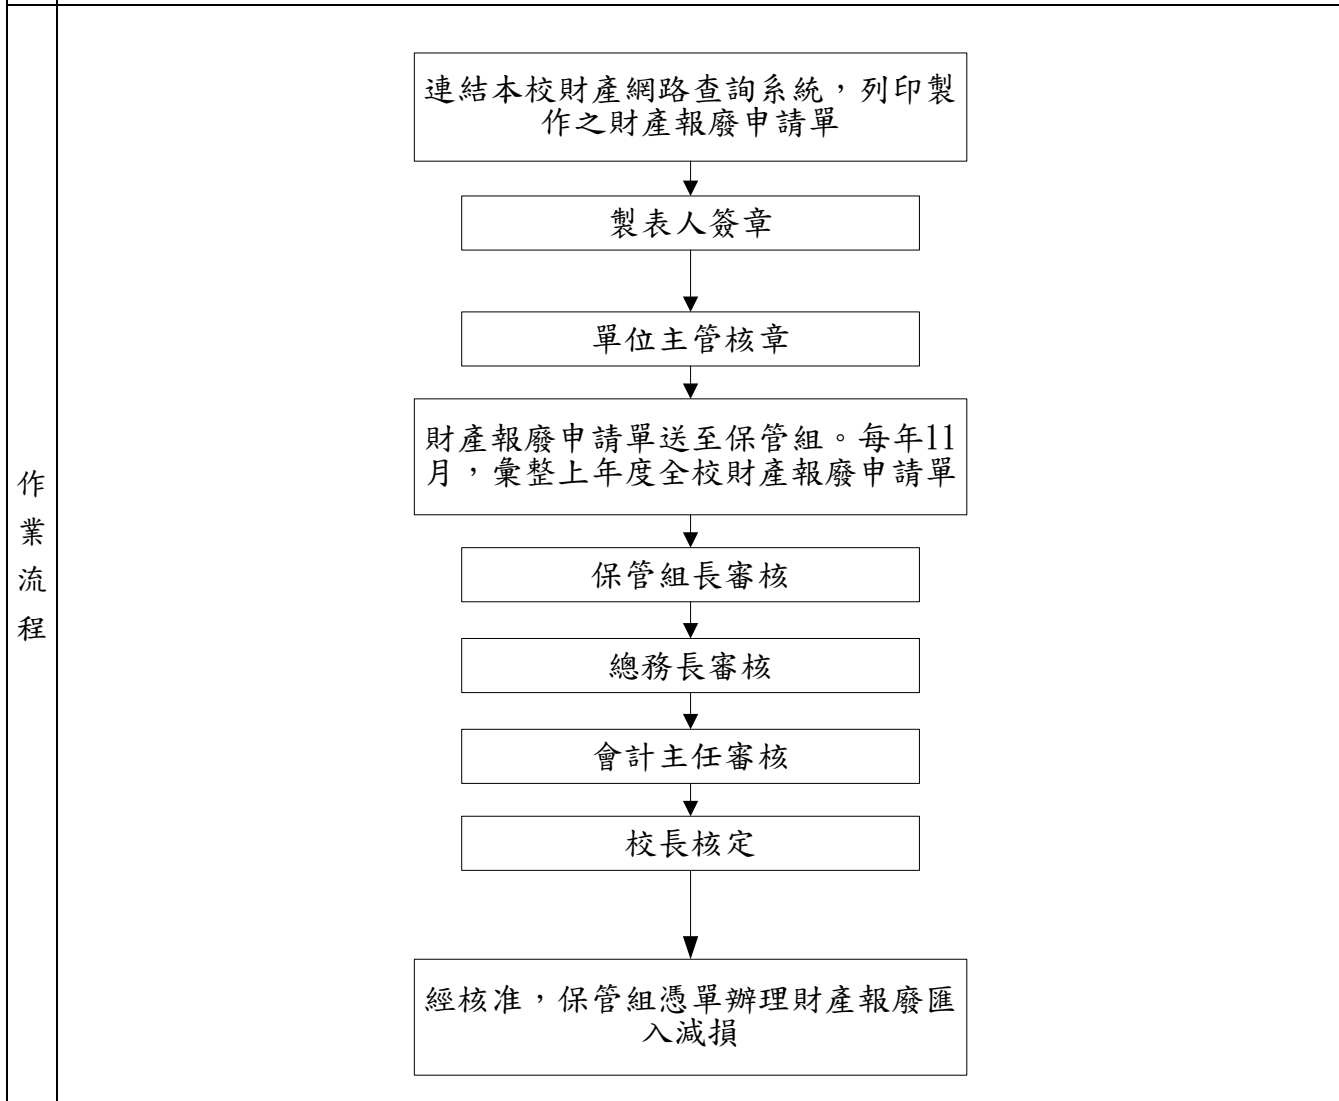 作
業
流
程
連結本校財產網路查詢系統，列印製
作之財產報廢申請單
製表人簽章
單位主管核章
財產報廢申請單送至保管組。每年11
月，彙整上年度全校財產報廢申請單
保管組長審核
總務長審核
會計主任審核
校長核定
經核准，保管組憑單辦理財產報廢匯
入減損